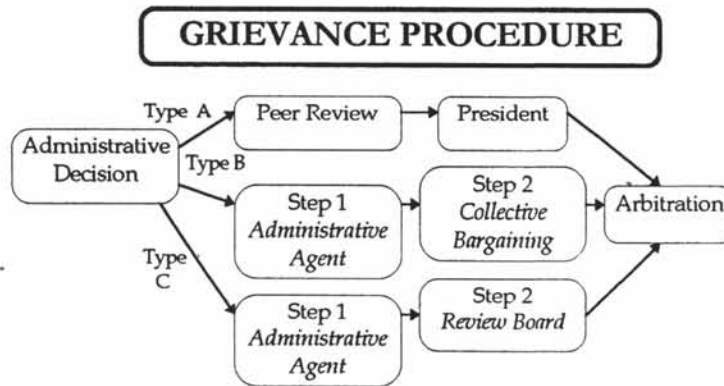 GRIEVANCE PROCEDURE
Type A
Peer Review
President
Administrative
Decision
Type B
Step 1
Administrative
Agent
Step 2
Collective
Bargaining
Arbitration
Type
C
Step 1
Administrative
Agent
Step 2
Review Board